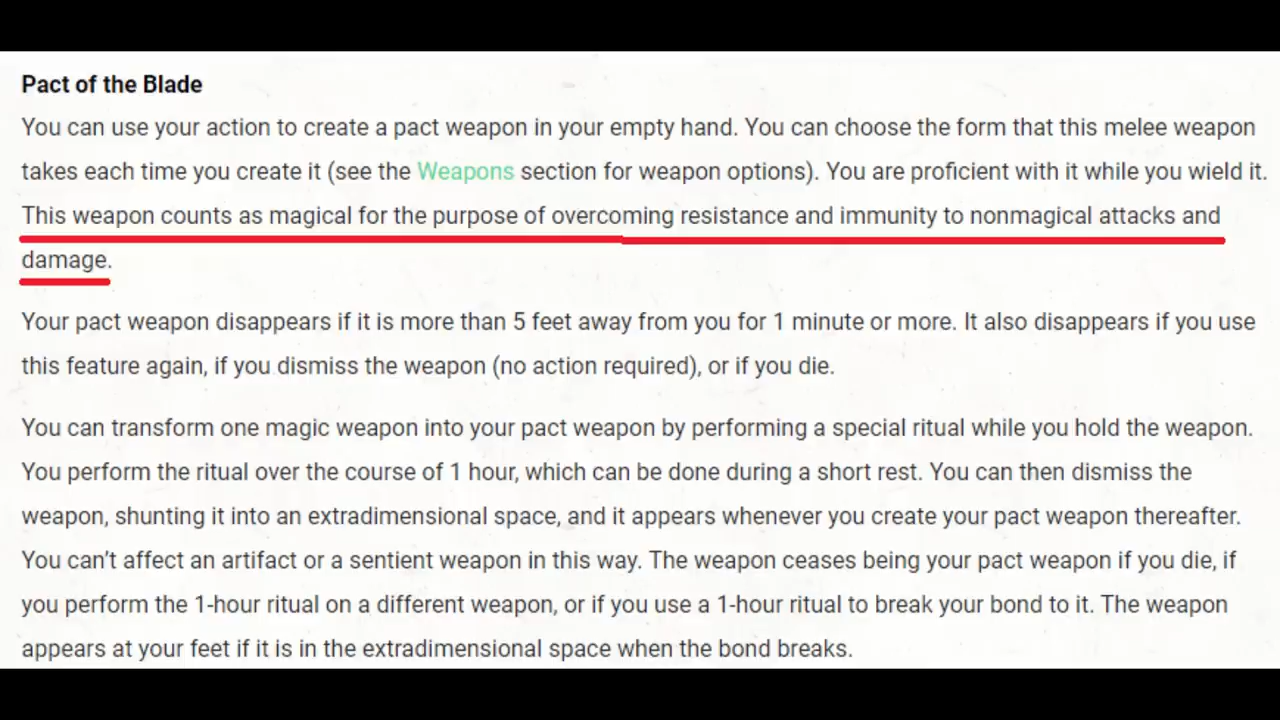 Pact of the Blade
You can use your action to create a pact weapon in your empty hand. You can choose the form that this melee weapon
takes each time you create it (see the Weapons section for weapon options). You are proficient with it while you wield it.
This weapon counts as magical for the purpose of overcoming resistance and immunity to nonmagical attacks and
damage.
Your pact weapon disappears if it is more than 5 feet away from you for 1 minute or more. It also disappears if you use
this feature again, if you dismiss the weapon (no action required), or if you die.
You can transform one magic weapon into your pact weapon by performing a special ritual while you hold the weapon.
You perform the ritual over the course of 1 hour, which can be done during a short rest. You can then dismiss the
weapon, shunting it into an extradimensional space, and it appears whenever you create your pact weapon thereafter.
You can’t affect an artifact or a sentient weapon in this way. The weapon ceases being your pact weapon if you die, if
you perform the 1-hour ritual on a different weapon, or if you use a 1-hour ritual to break your bond to it. The weapon
appears at your feet if it is in the extradimensional space when the bond breaks.